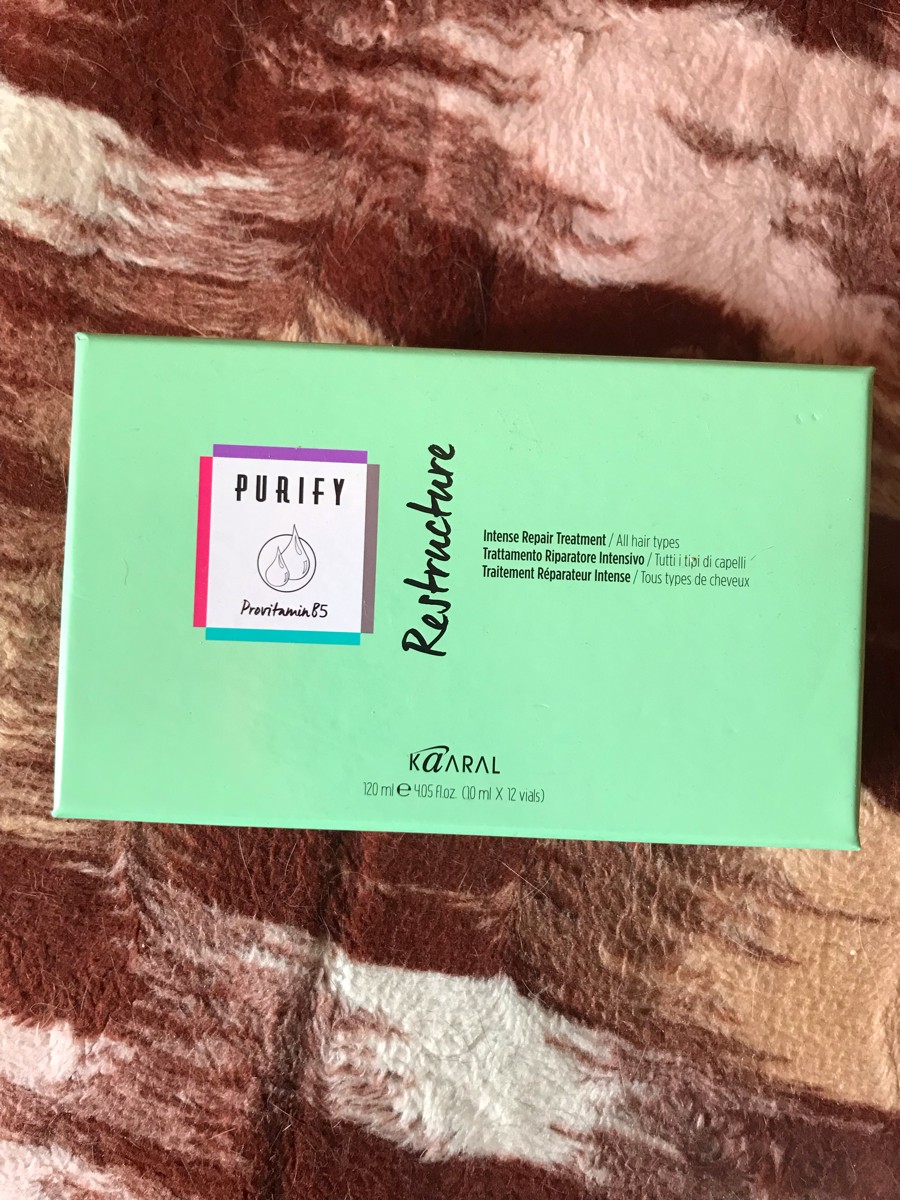 PURIFY
Provitamin B5
Restructure
Intense Repair Treatment / All hair types
Trattamento Riparatore Intensivo / Tutti i tipi di capelli
Traitement Réparateur Intense / Tous types de cheveux
KAARAL
120 ml e 4.05 fl.oz. (10 ml X 12 vials)